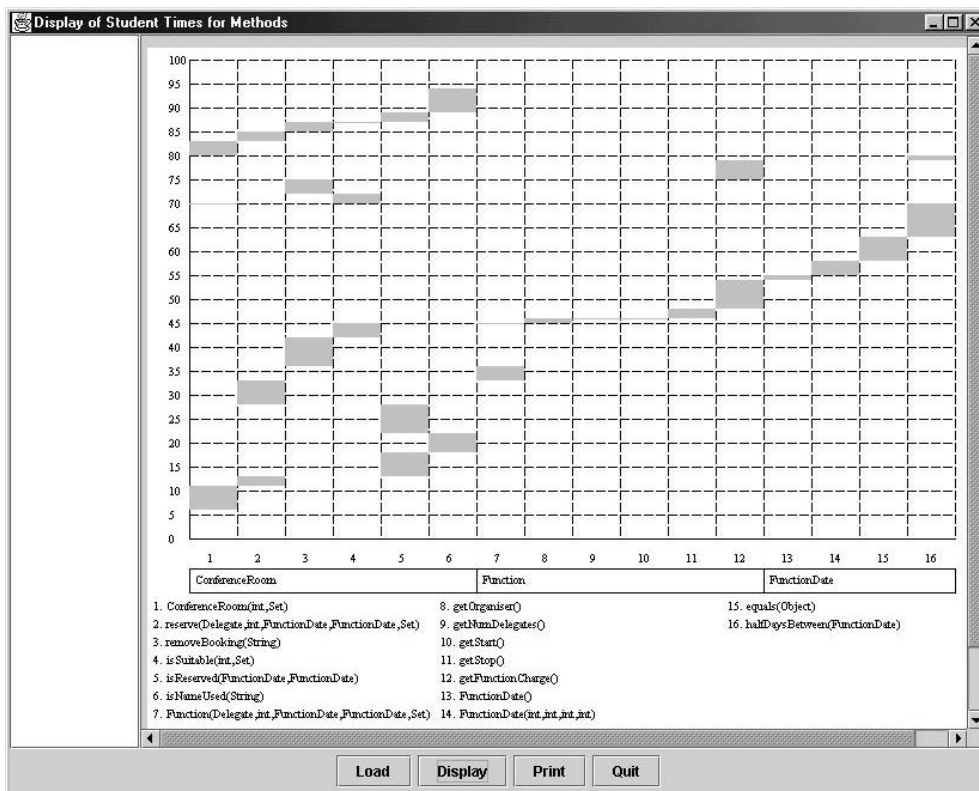 Display of Student Times for Methods
100
95
90
85
80
75
70
65
60
55
50
45
40
35
30
25
20
15
10
5
0
1 2 3 4 5 6 7 8 9 10 11 12 13 14 15 16
ConferenceRoom Function FunctionDate
1. ConferenceRoom(int,Set)
2. reserve(Delegate,int,FunctionDate,FunctionDate,Set)
3. removeBooking(String)
4. isSuitable(int,Set)
5. isReserved(FunctionDate,FunctionDate)
6. isNameUsed(String)
7. Function(Delegate,int,FunctionDate,FunctionDate,Set)
8. getOrganiser()
9. getNumDelegates()
10. getStart()
11. getStop()
12. getFunctionCharge()
13. FunctionDate()
14. FunctionDate(int,int,int,int)
15. equals(Object)
16. halfDaysBetween(FunctionDate)
Load Display Print Quit